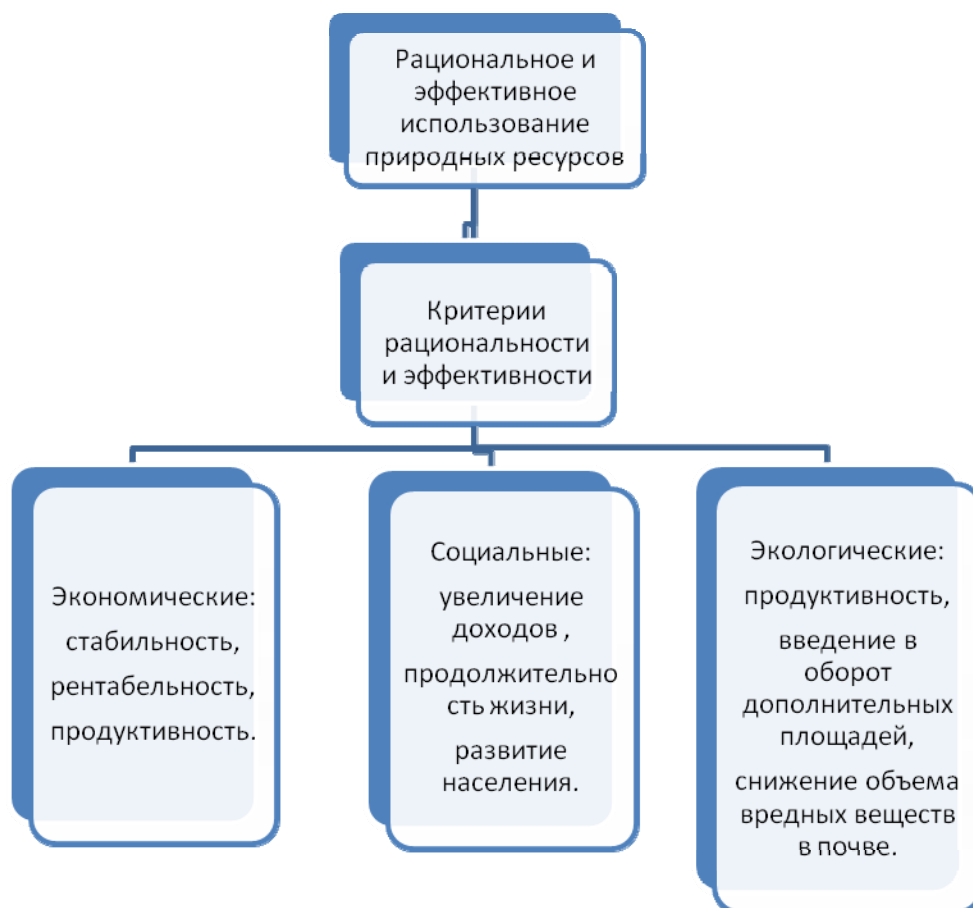 Рациональное и
эффективное
использование
природных ресурсов
Критерии
рациональности
и эффективности
Экономические:
стабильность,
рентабельность,
продуктивность.
Социальные:
увеличение
доходов ,
продолжительно
сть жизни,
развитие
населения.
Экологические:
продуктивность,
введение в
оборот
дополнительных
площадей,
снижение объема
вредных веществ
в почве.